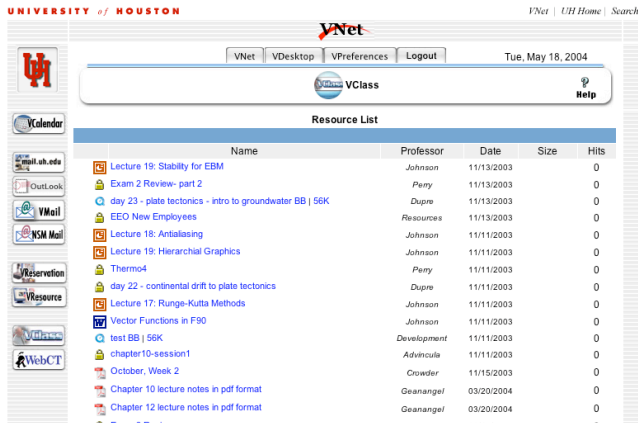 UNIVERSITY of HOUSTON VNet | UH Home | Search
VNet
VNet VDesktop VPreferences Logout Tue, May 18, 2004
UH
VClass VClass ? Help
VCalendar
Resource List
Name Professor Date Size Hits
mail.uh.edu
Lecture 19: Stability for EBM Johnson 11/13/2003 0
Exam 2 Review- part 2 Perry 11/13/2003 0
OutLook
day 23 - plate tectonics - intro to groundwater BB | 56K Dupre 11/13/2003 0
VMail
EEO New Employees Resources 11/13/2003 0
NSM Mail
Lecture 18: Antialiasing Johnson 11/11/2003 0
Lecture 19: Hierarchial Graphics Johnson 11/11/2003 0
VReservation
Thermo4 Perry 11/11/2003 0
day 22 - continental drift to plate tectonics Dupre 11/11/2003 0
VResource
Lecture 17: Runge-Kutta Methods Johnson 11/11/2003 0
W Vector Functions in F90 Johnson 11/11/2003 0
VClass
test BB | 56K Development 11/11/2003 0
chapter10-session1 Advincula 11/11/2003 0
WebCT
October, Week 2 Crowder 11/15/2003 0
Chapter 10 lecture notes in pdf format Geanangel 03/20/2004 0
Chapter 12 lecture notes in pdf format Geanangel 03/20/2004 0